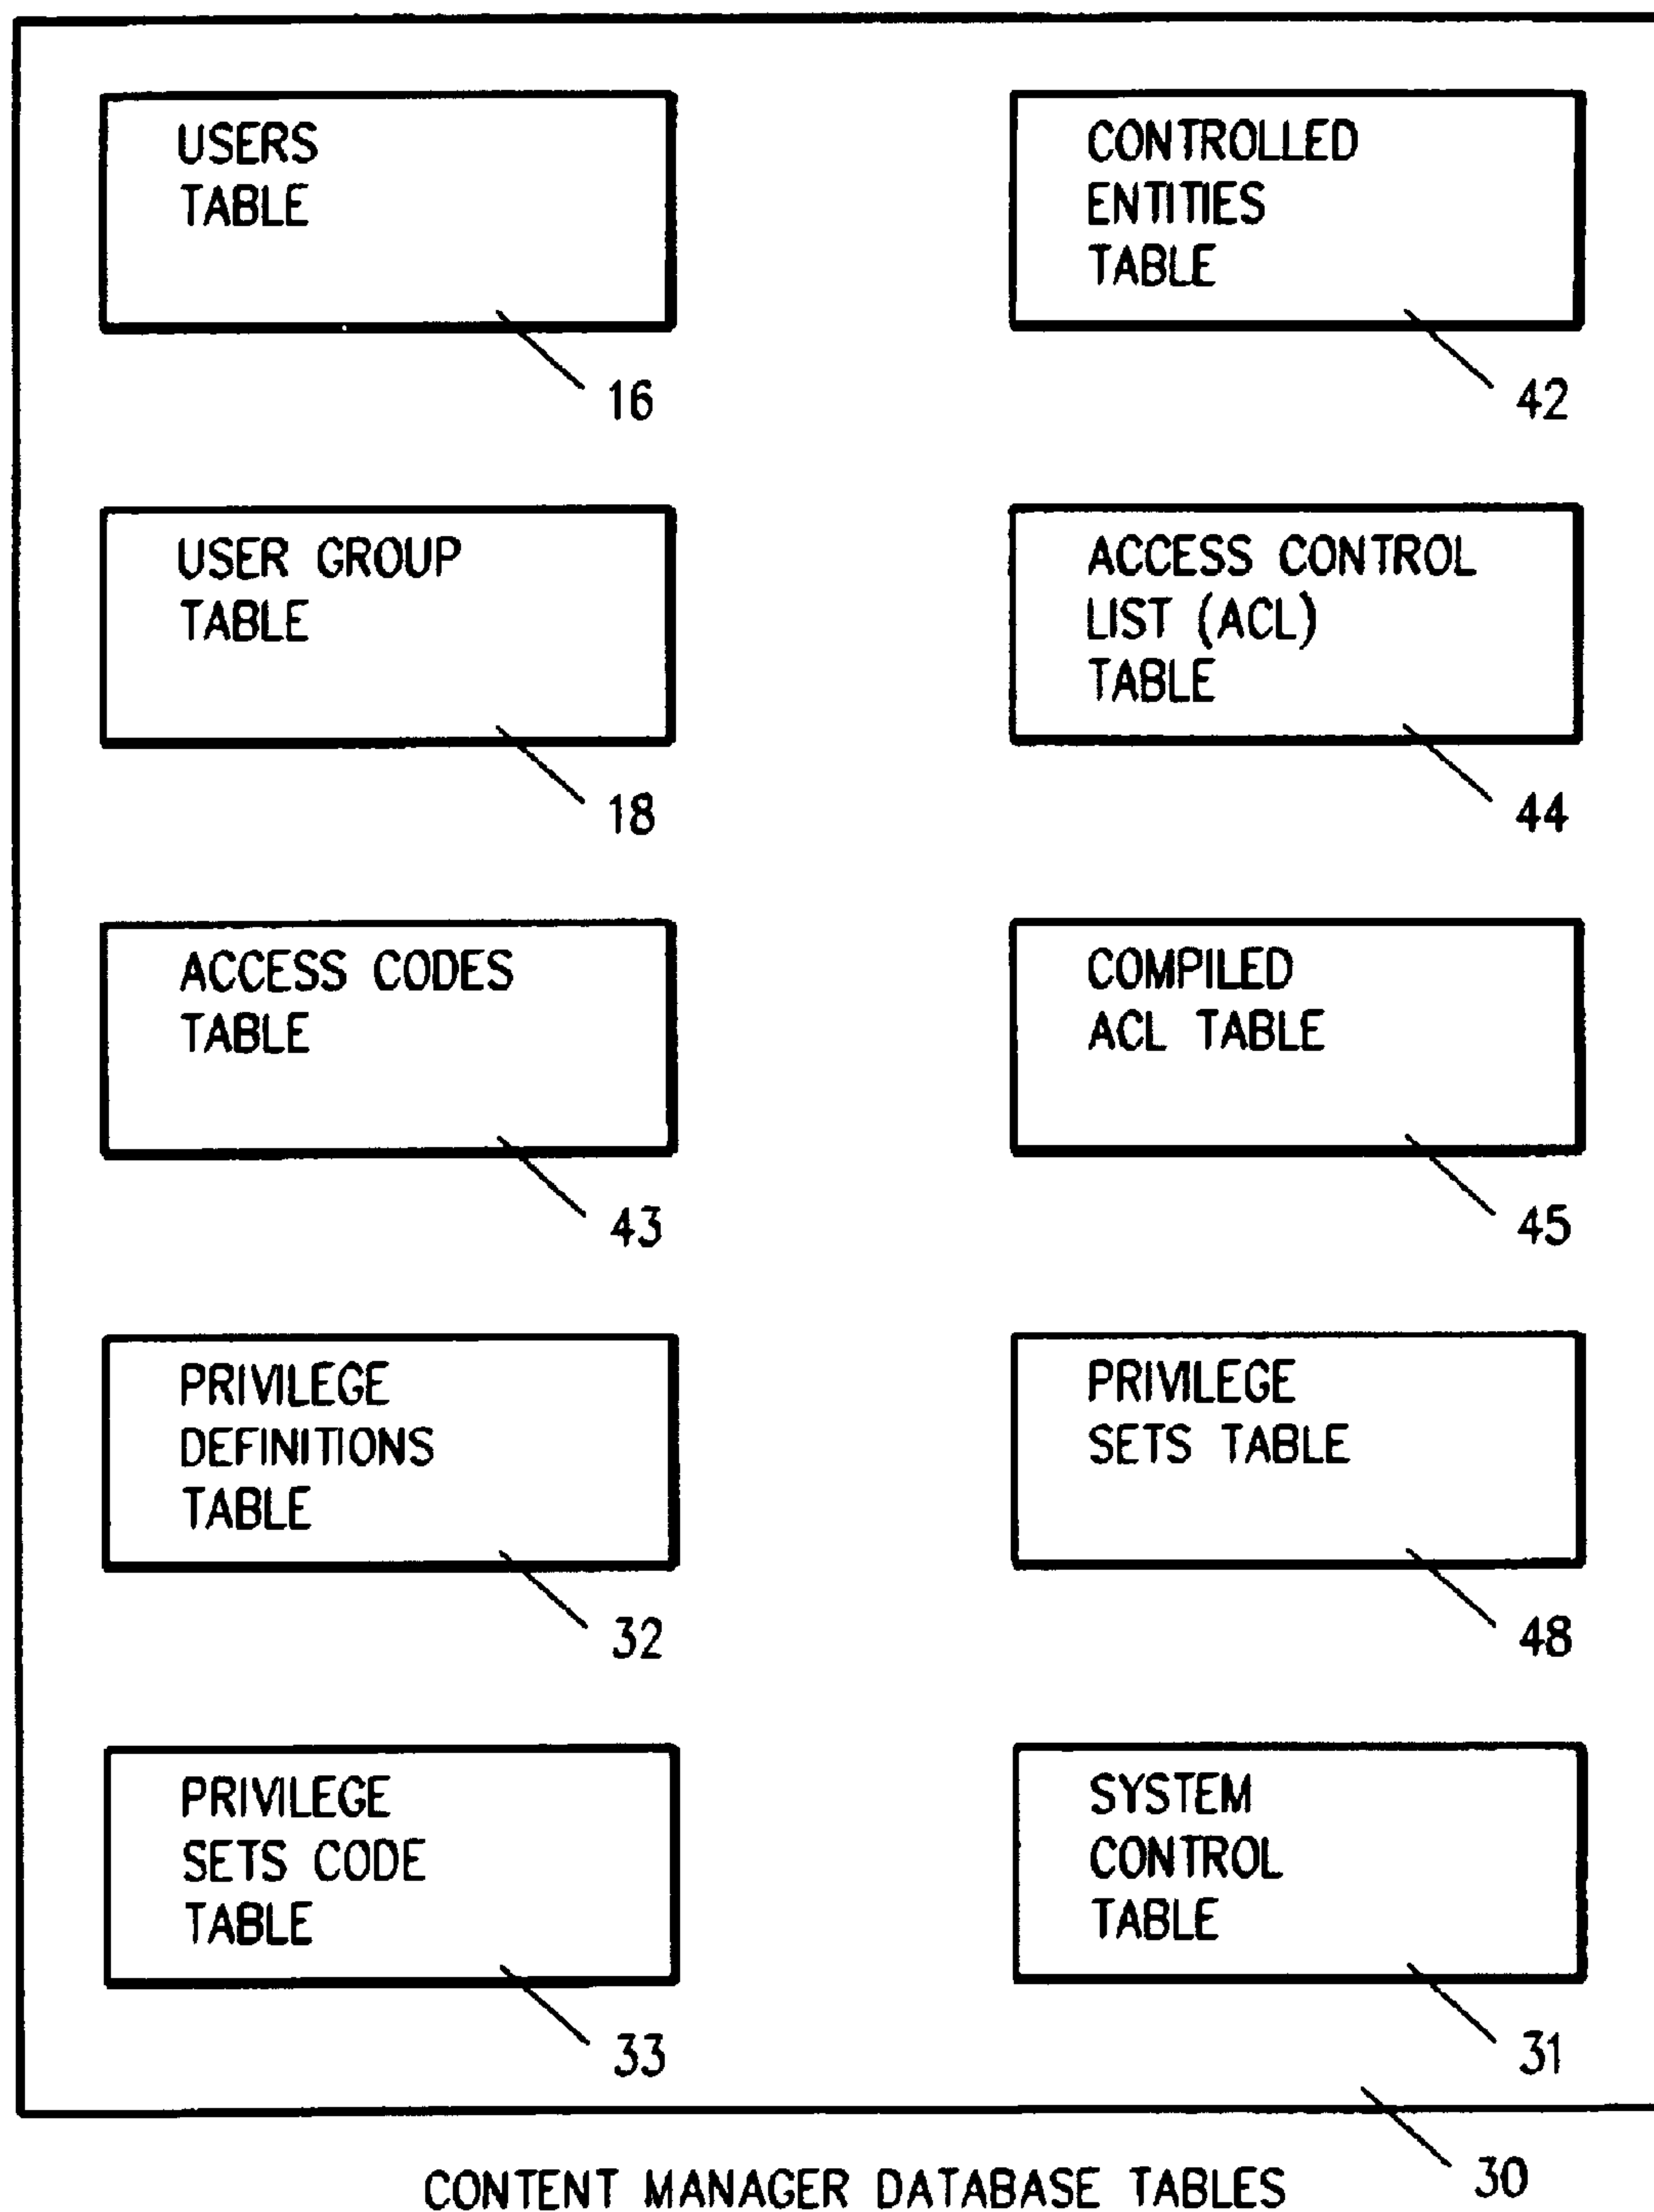 USERS
TABLE
16
CONTROLLED
ENTITIES
TABLE
42
USER GROUP
TABLE
18
ACCESS CONTROL
LIST (ACL)
TABLE
44
ACCESS CODES
TABLE
43
COMPILED
ACL TABLE
45
PRIVILEGE
DEFINITIONS
TABLE
32
PRIVILEGE
SETS TABLE
48
PRIVILEGE
SETS CODE
TABLE
33
SYSTEM
CONTROL
TABLE
31
30
CONTENT MANAGER DATABASE TABLES